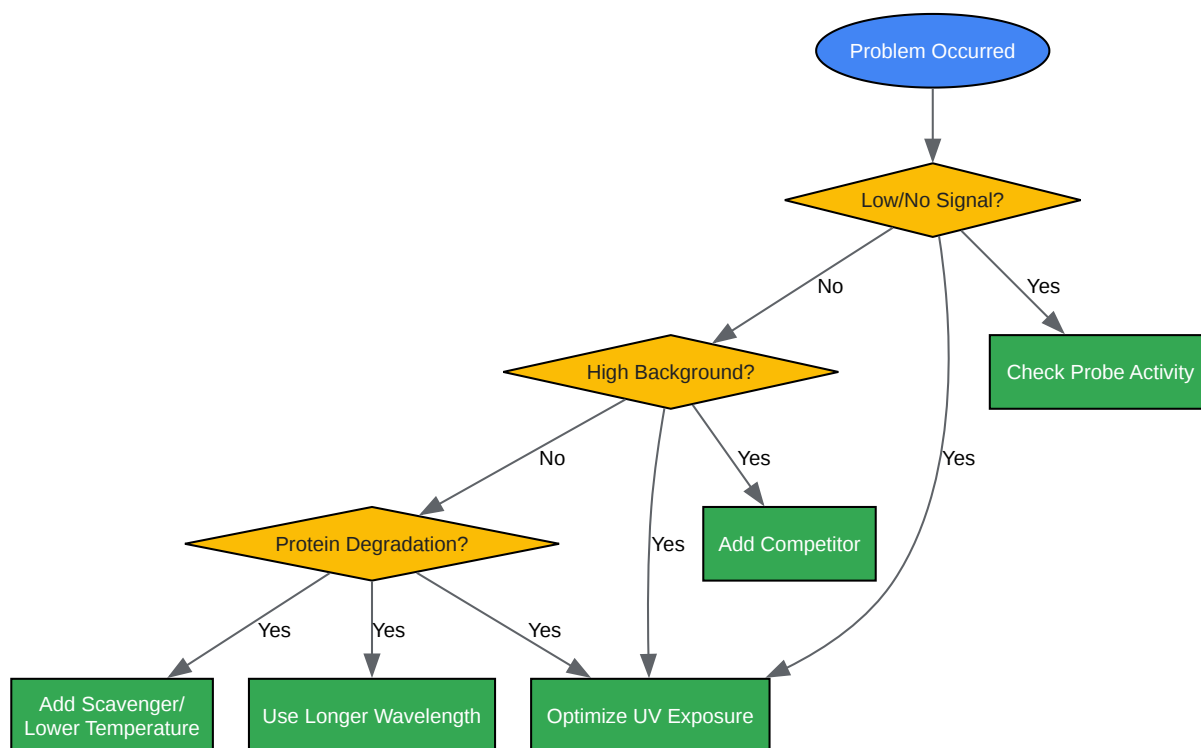 Problem Occurred
Low/No Signal?
No
Yes
High Background?
Check Probe Activity
No
Yes
Yes
Protein Degradation?
Yes
Add Competitor
Yes
Yes
Yes
Add Scavenger/
Lower Temperature
Use Longer Wavelength
Optimize UV Exposure